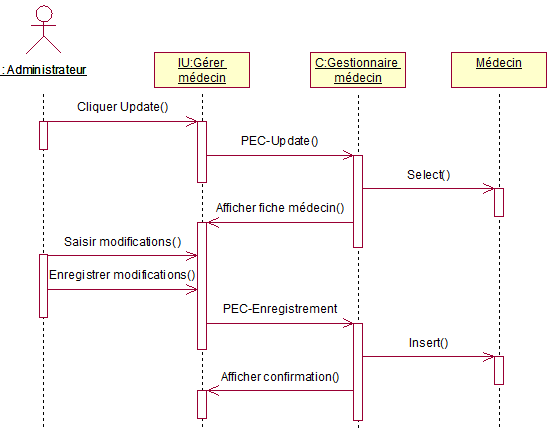 : Administrateur
IU:Gérer
médecin
C:Gestionnaire
médecin
Médecin
Cliquer Update()
PEC-Update()
Select()
Afficher fiche médecin()
Saisir modifications()
Enregistrer modifications()
PEC-Enregistrement
Insert()
Afficher confirmation()